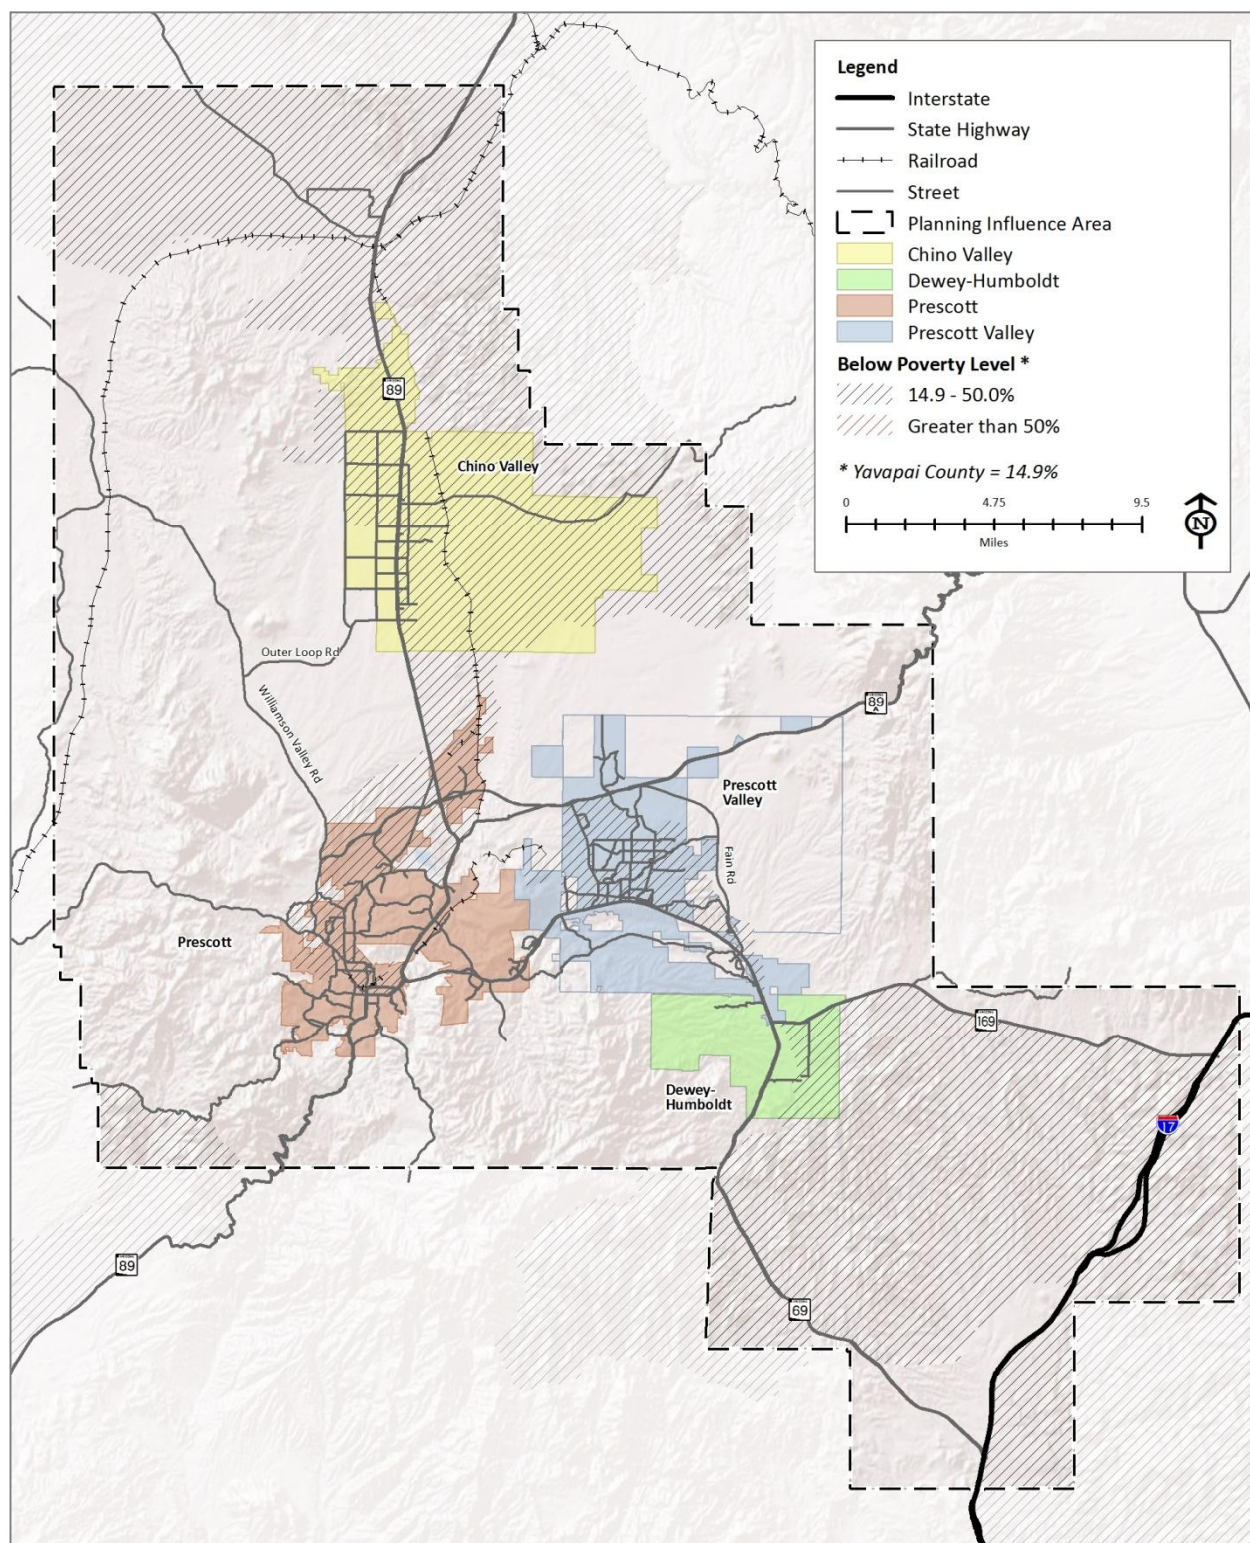 Legend
Interstate
State Highway
Railroad
Street
Planning Influence Area
Chino Valley
Dewey-Humboldt
Prescott
Prescott Valley
Below Poverty Level *
14.9 - 50.0%
Greater than 50%
* Yavapai County = 14.9%
0 4.75 9.5
Miles
N
89
Chino Valley
Outer Loop Rd
Williamson Valley Rd
89
A
Prescott
Valley
Fain Rd
Prescott
169
Dewey-
Humboldt
17
89
69